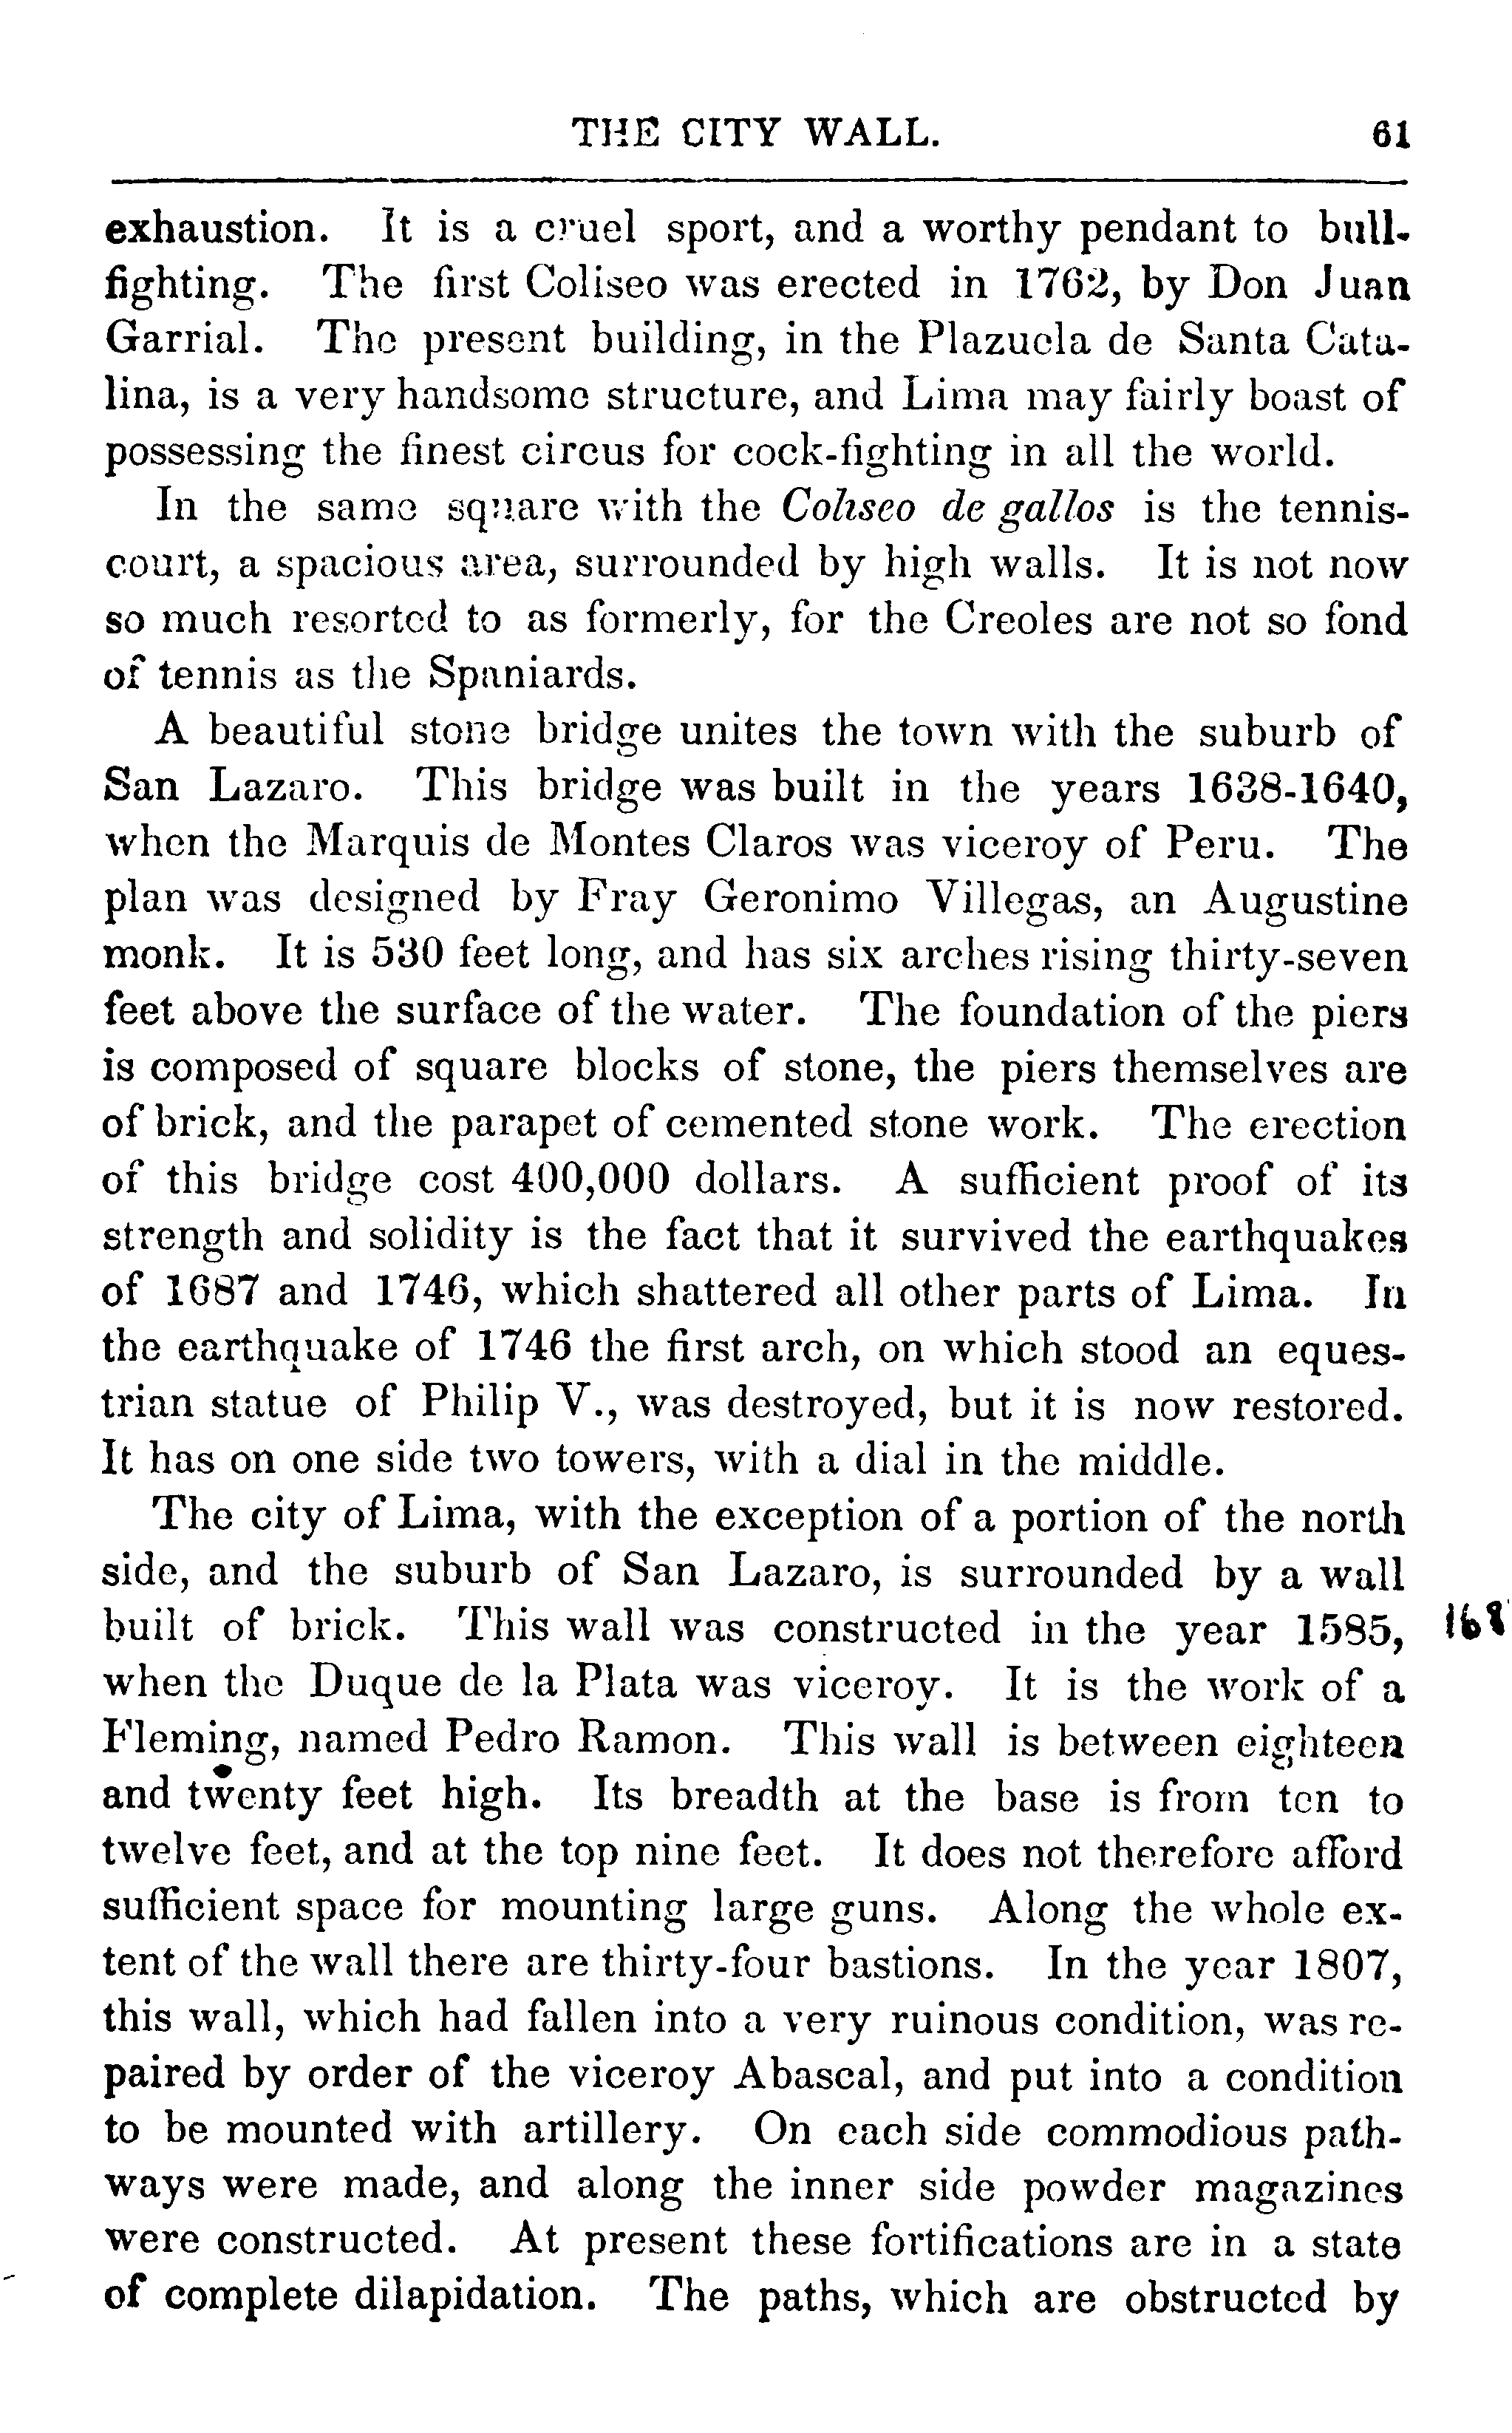 THE CITY WALL. 61
exhaustion. It is a cruel sport, and a worthy pendant to bull-
fighting. The first Coliseo was erected in 1762, by Don Juan
Garrial. The present building, in the Plazuela de Santa Cata-
lina, is a very handsome structure, and Lima may fairly boast of
possessing the finest circus for cock-fighting in all the world.
In the same square with the Coliseo de gallos is the tennis-
court, a spacious area, surrounded by high walls. It is not now
so much resorted to as formerly, for the Creoles are not so fond
of tennis as the Spaniards.
A beautiful stone bridge unites the town with the suburb of
San Lazaro. This bridge was built in the years 1638-1640,
when the Marquis de Montes Claros was viceroy of Peru. The
plan was designed by Fray Geronimo Villegas, an Augustine
monk. It is 530 feet long, and has six arches rising thirty-seven
feet above the surface of the water. The foundation of the piers
is composed of square blocks of stone, the piers themselves are
of brick, and the parapet of cemented stone work. The erection
of this bridge cost 400,000 dollars. A sufficient proof of its
strength and solidity is the fact that it survived the earthquakes
of 1687 and 1746, which shattered all other parts of Lima. In
the earthquake of 1746 the first arch, on which stood an eques-
trian statue of Philip V., was destroyed, but it is now restored.
It has on one side two towers, with a dial in the middle.
The city of Lima, with the exception of a portion of the north
side, and the suburb of San Lazaro, is surrounded by a wall
built of brick. This wall was constructed in the year 1585,
when the Duque de la Plata was viceroy. It is the work of a
Fleming, named Pedro Ramon. This wall is between eighteen
and twenty feet high. Its breadth at the base is from ten to
twelve feet, and at the top nine feet. It does not therefore afford
sufficient space for mounting large guns. Along the whole ex-
tent of the wall there are thirty-four bastions. In the year 1807,
this wall, which had fallen into a very ruinous condition, was re-
paired by order of the viceroy Abascal, and put into a condition
to be mounted with artillery. On each side commodious path-
ways were made, and along the inner side powder magazines
were constructed. At present these fortifications are in a state
of complete dilapidation. The paths, which are obstructed by